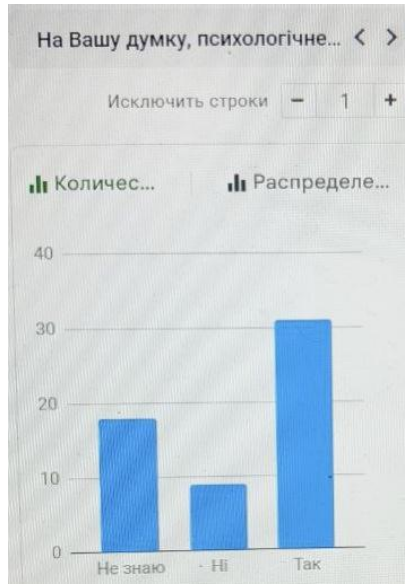 На Вашу думку, психологічне... < >
Исключить строки − 1 +
Количес... Распределе...
40
30
20
10
0
Не знаю Ні Так